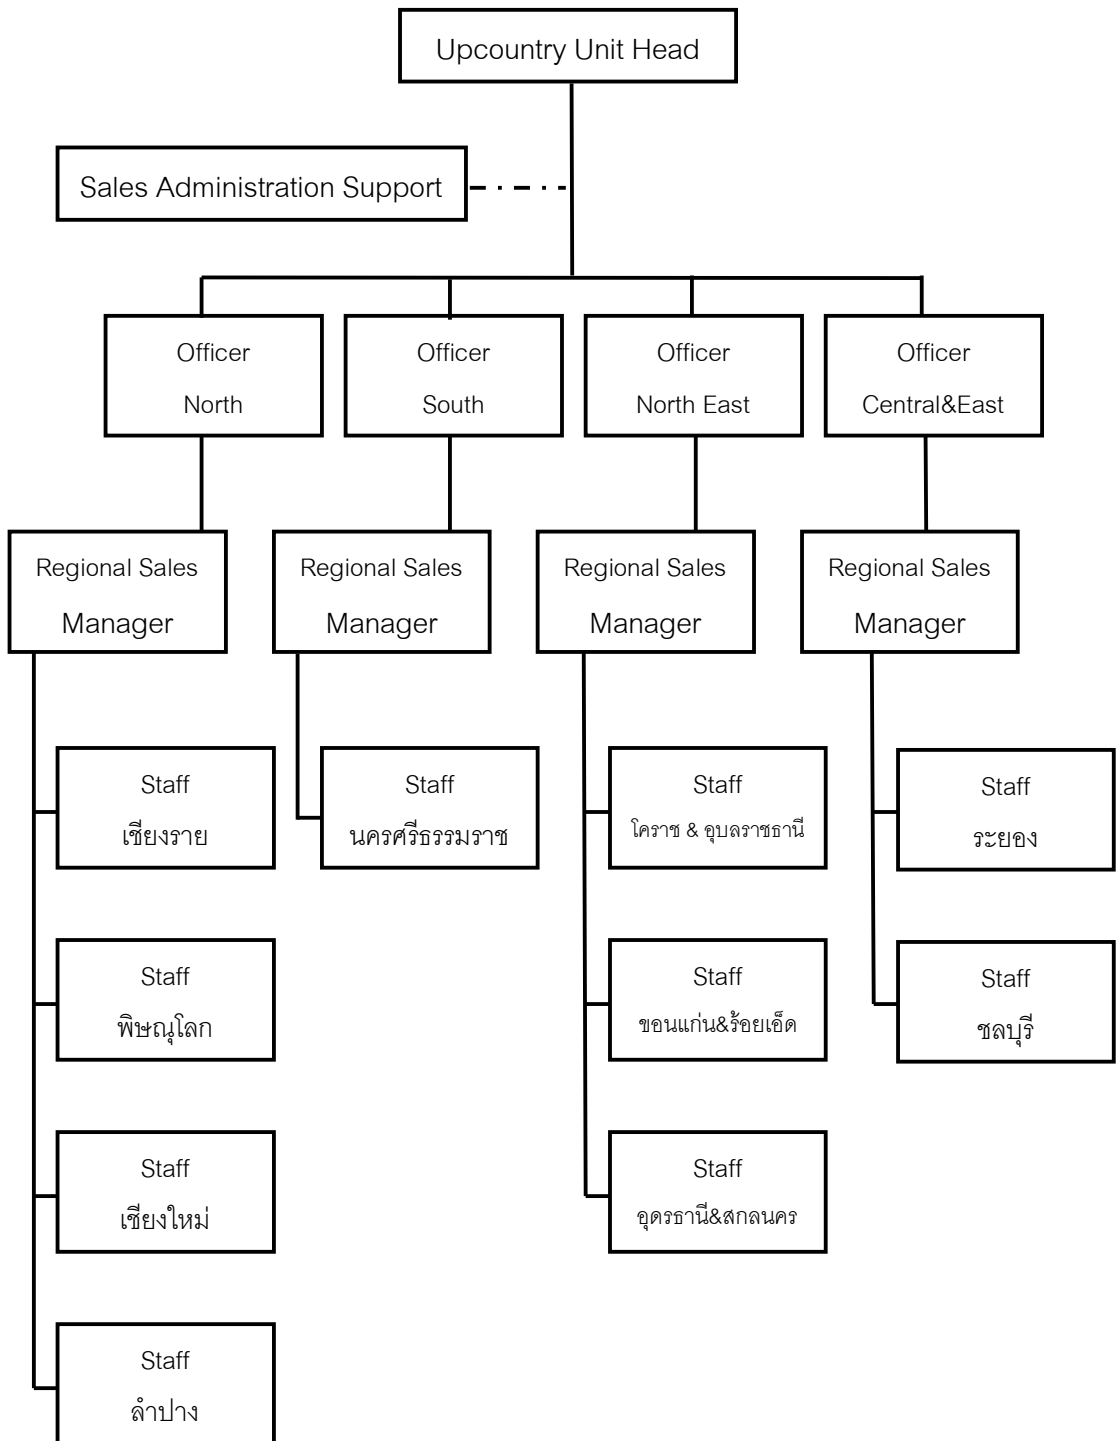 Upcountry Unit Head
Sales Administration Support
Officer
North
Officer
South
Officer
North East
Officer
Central&East
Regional Sales
Manager
Regional Sales
Manager
Regional Sales
Manager
Regional Sales
Manager
Staff
เชียงราย
Staff
นครศรีธรรมราช
Staff
โคราช & อุบลราชธานี
Staff
ระยอง
Staff
พิษณุโลก
Staff
ขอนแก่น&ร้อยเอ็ด
Staff
ชลบุรี
Staff
เชียงใหม่
Staff
อุดรธานี&สกลนคร
Staff
ลำปาง